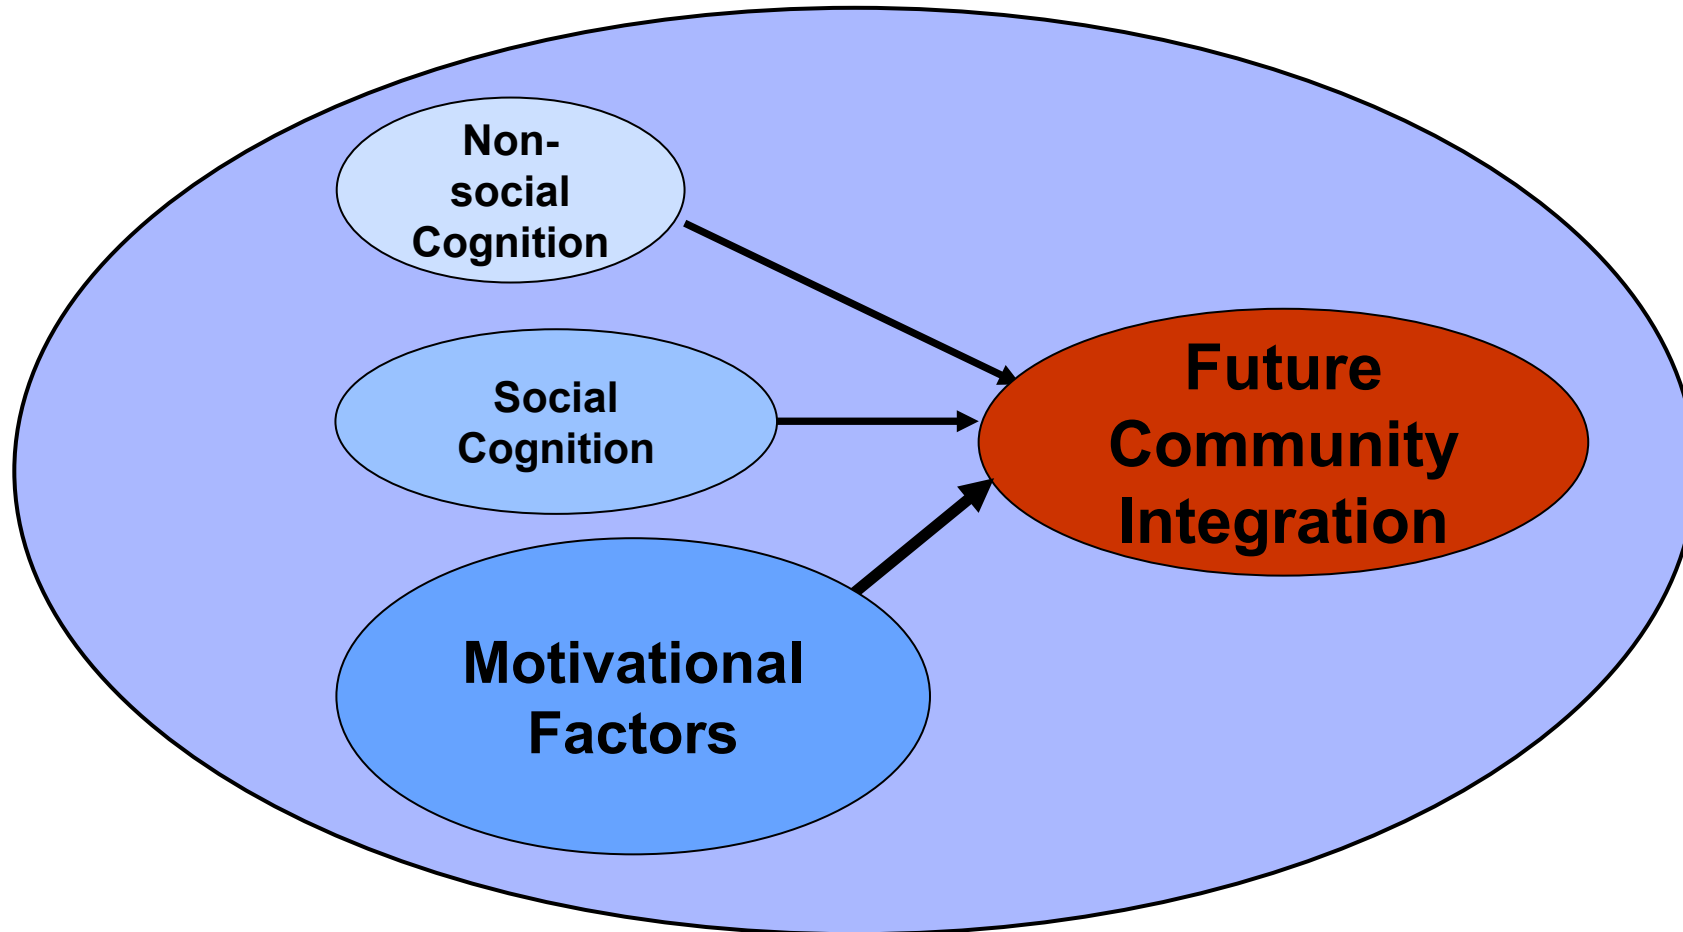 Non-
social
Cognition
Social
Cognition
Motivational
Factors
Future
Community
Integration